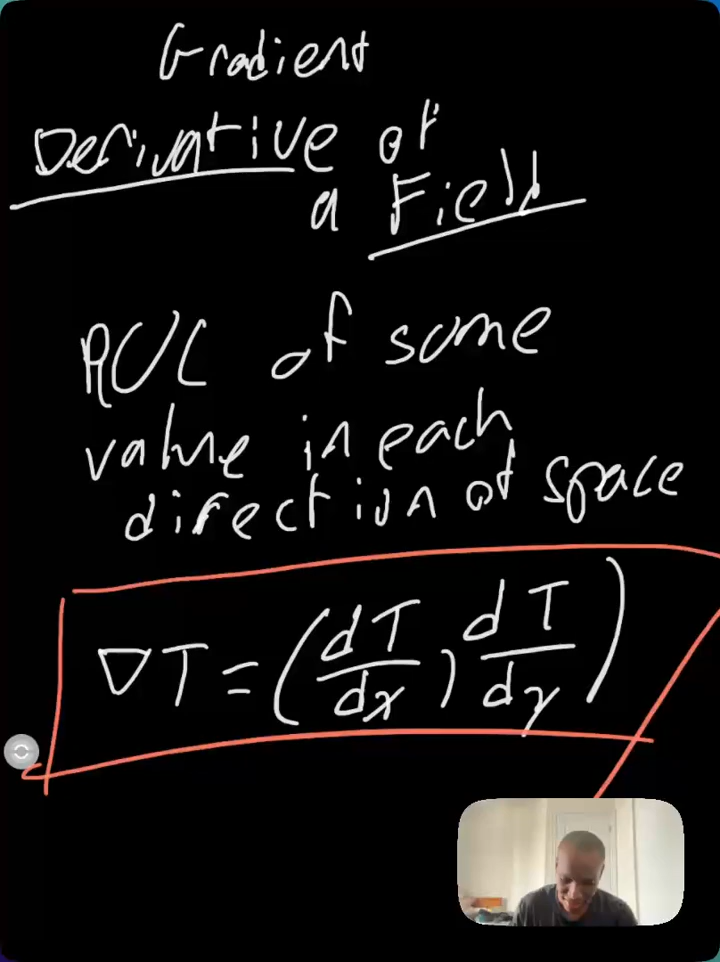 Gradient
Derivative of
a Field
ROC of some
value in each
direction of space
∇T = (dT/dx, dT/dy)